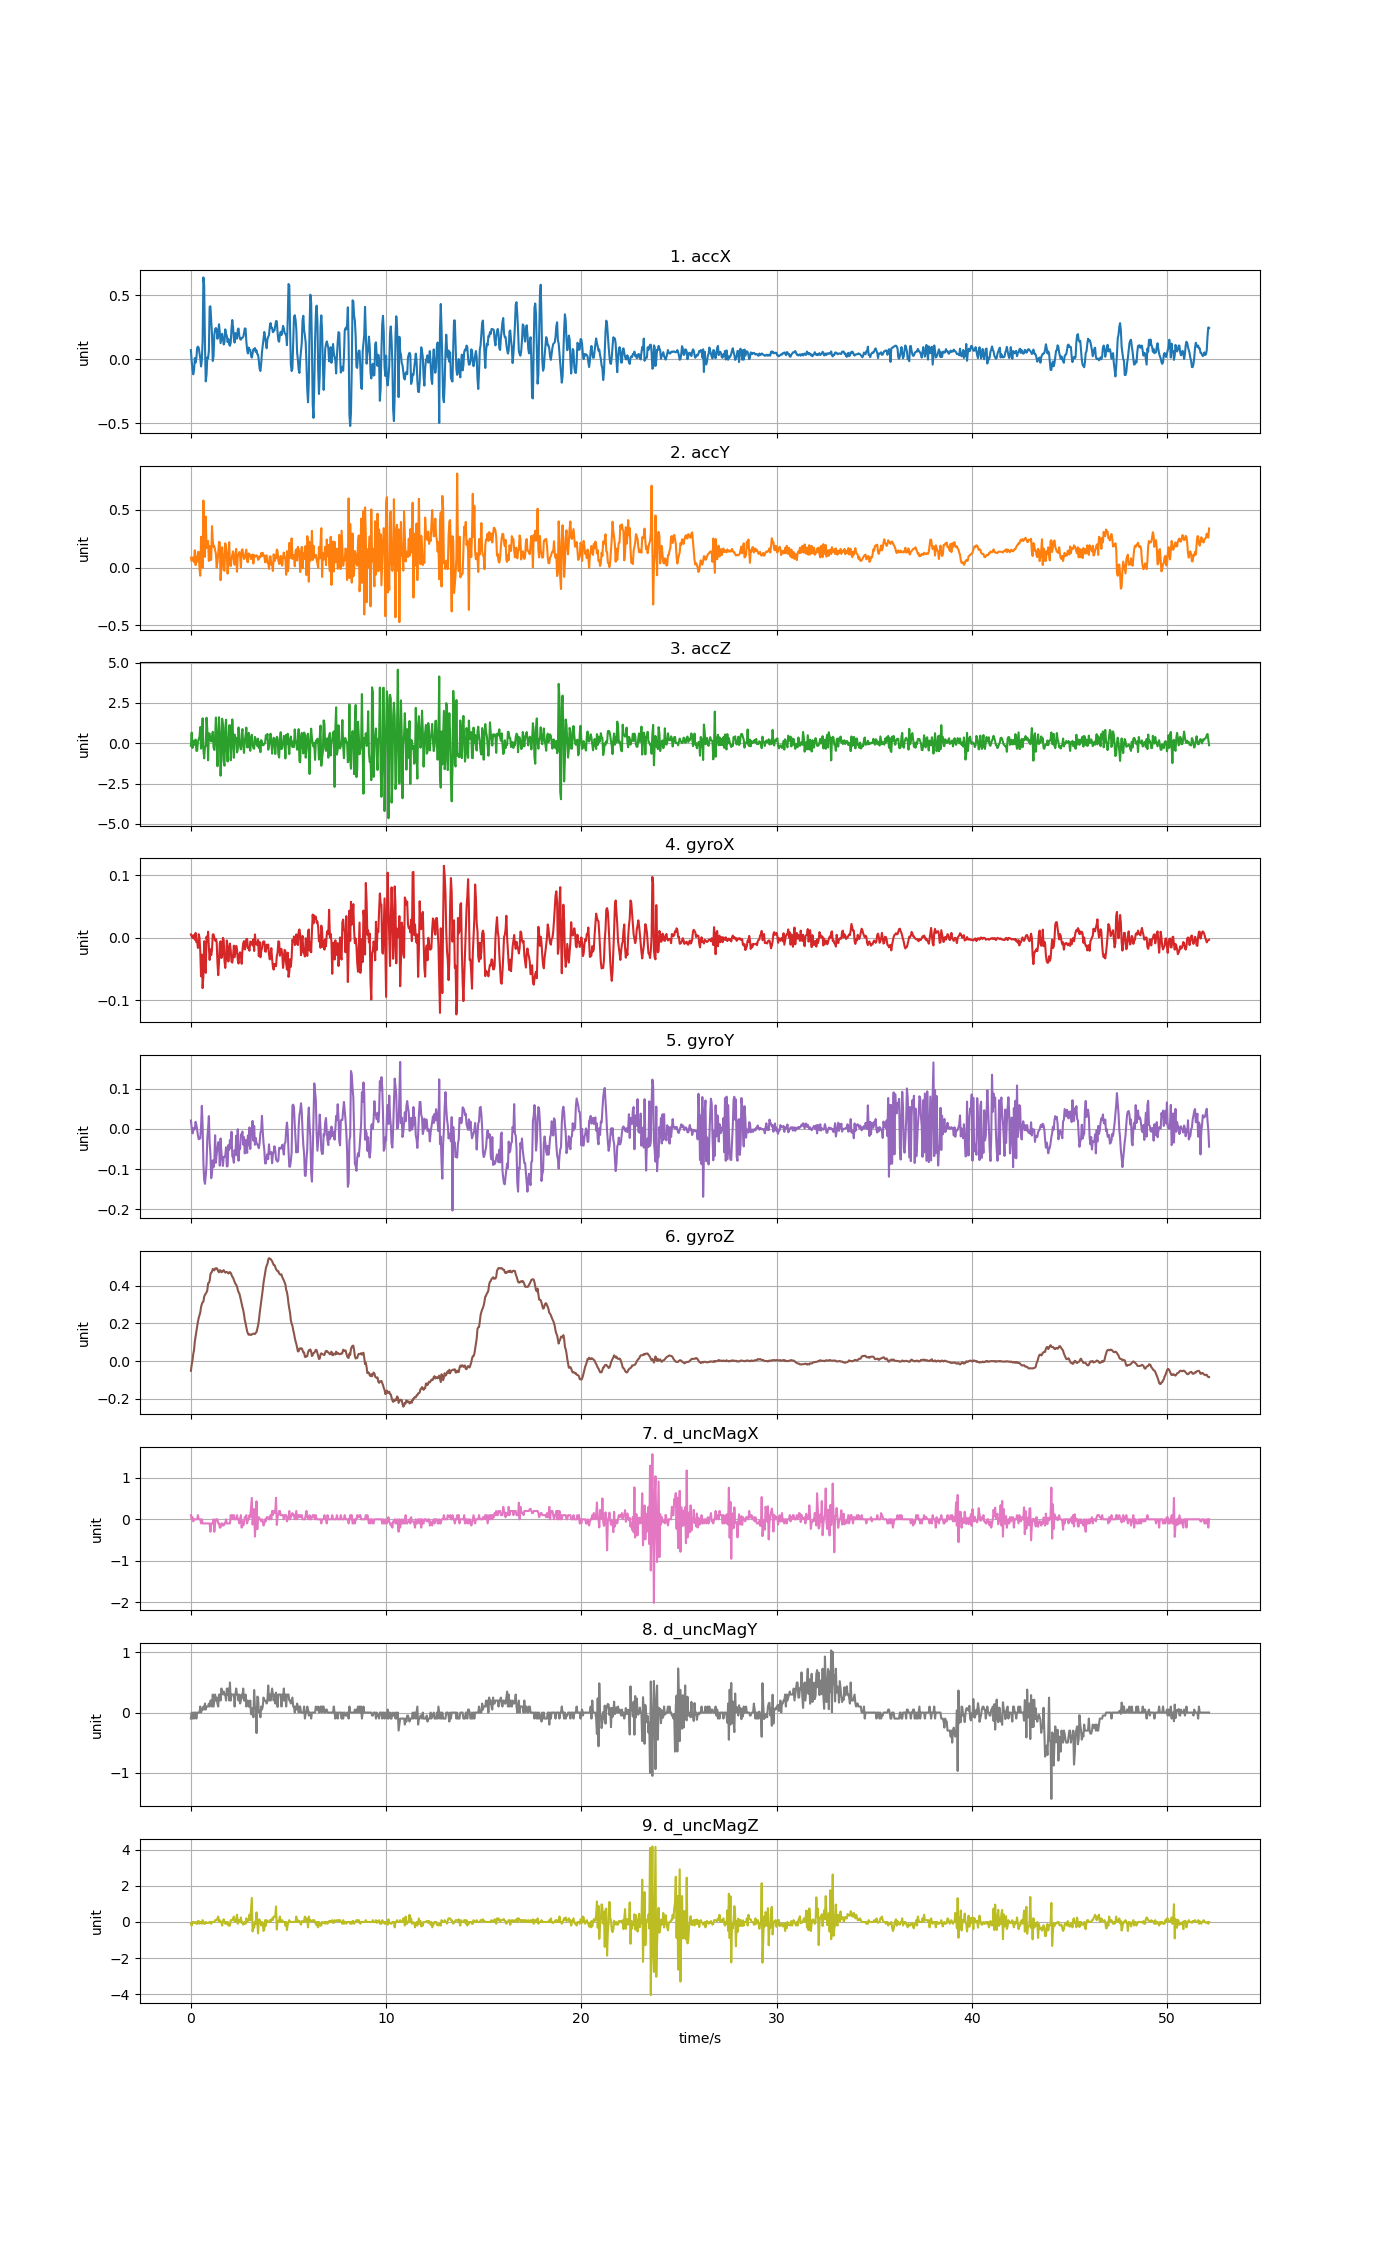 1. accX
0.5
0.0
−0.5
unit
2. accY
0.5
0.0
−0.5
unit
3. accZ
5.0
2.5
0.0
−2.5
−5.0
unit
4. gyroX
0.1
0.0
−0.1
unit
5. gyroY
0.1
0.0
−0.1
−0.2
unit
6. gyroZ
0.4
0.2
0.0
−0.2
unit
7. d_uncMagX
1
0
−1
−2
unit
8. d_uncMagY
1
0
−1
unit
9. d_uncMagZ
4
2
0
−2
−4
unit
0 10 20 30 40 50
time/s